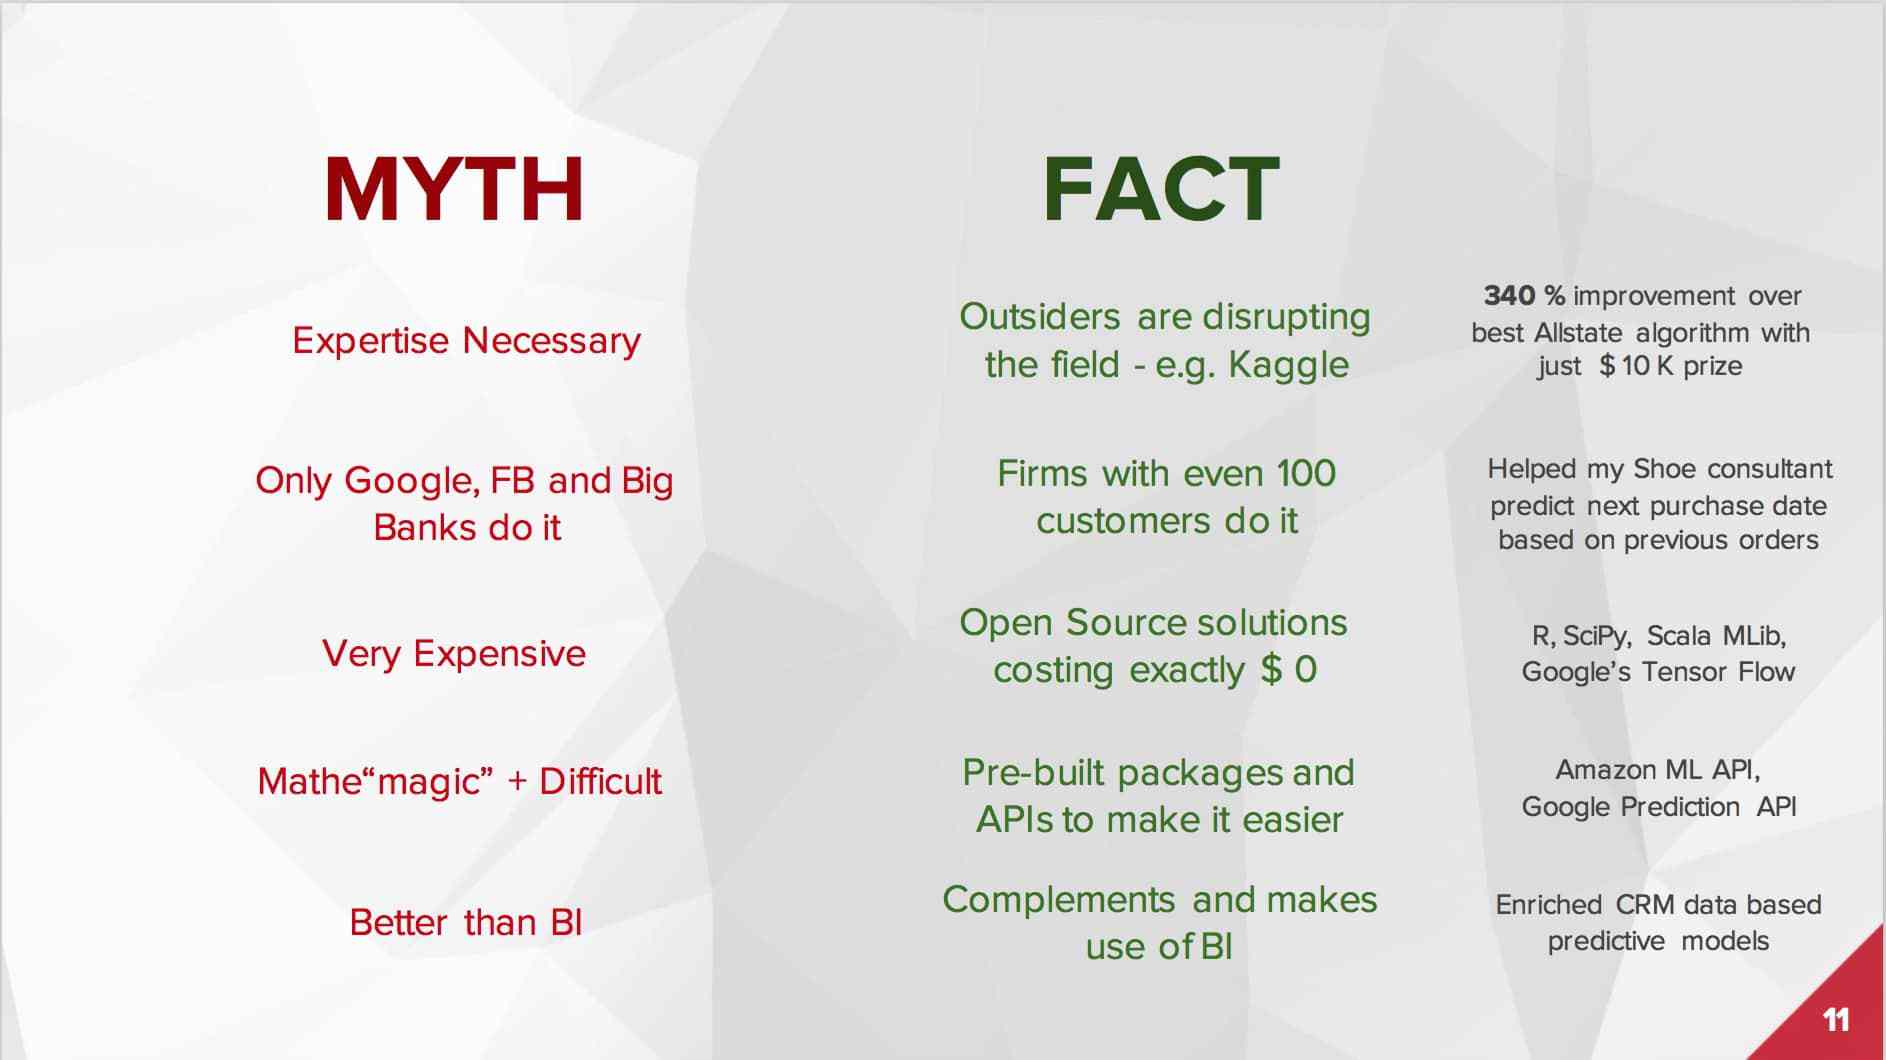 MYTH
FACT
Expertise Necessary
Outsiders are disrupting
the field - e.g. Kaggle
340 % improvement over
best Allstate algorithm with
just $ 10 K prize
Only Google, FB and Big
Banks do it
Firms with even 100
customers do it
Helped my Shoe consultant
predict next purchase date
based on previous orders
Very Expensive
Open Source solutions
costing exactly $ 0
R, SciPy, Scala MLib,
Google’s Tensor Flow
Mathe“magic” + Difficult
Pre-built packages and
APIs to make it easier
Amazon ML API,
Google Prediction API
Better than BI
Complements and makes
use of BI
Enriched CRM data based
predictive models
11